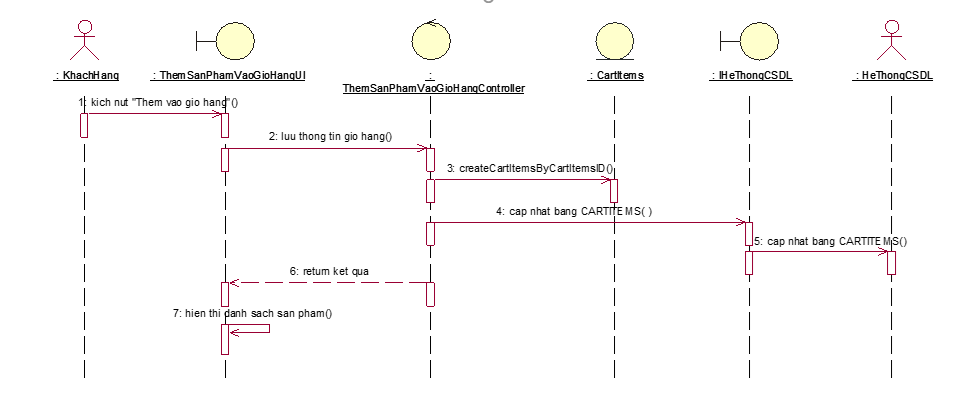 : KhachHang
: ThemSanPhamVaoGioHangUI
:
ThemSanPhamVaoGioHangController
: CartItems
: IHeThongCSDL
: HeThongCSDL
1: kich nut "Them vao gio hang"()
2: luu thong tin gio hang()
3: createCartItemsByCartItemsID()
4: cap nhat bang CARTITEMS( )
5: cap nhat bang CARTITEMS()
6: return ket qua
7: hien thi danh sach san pham()